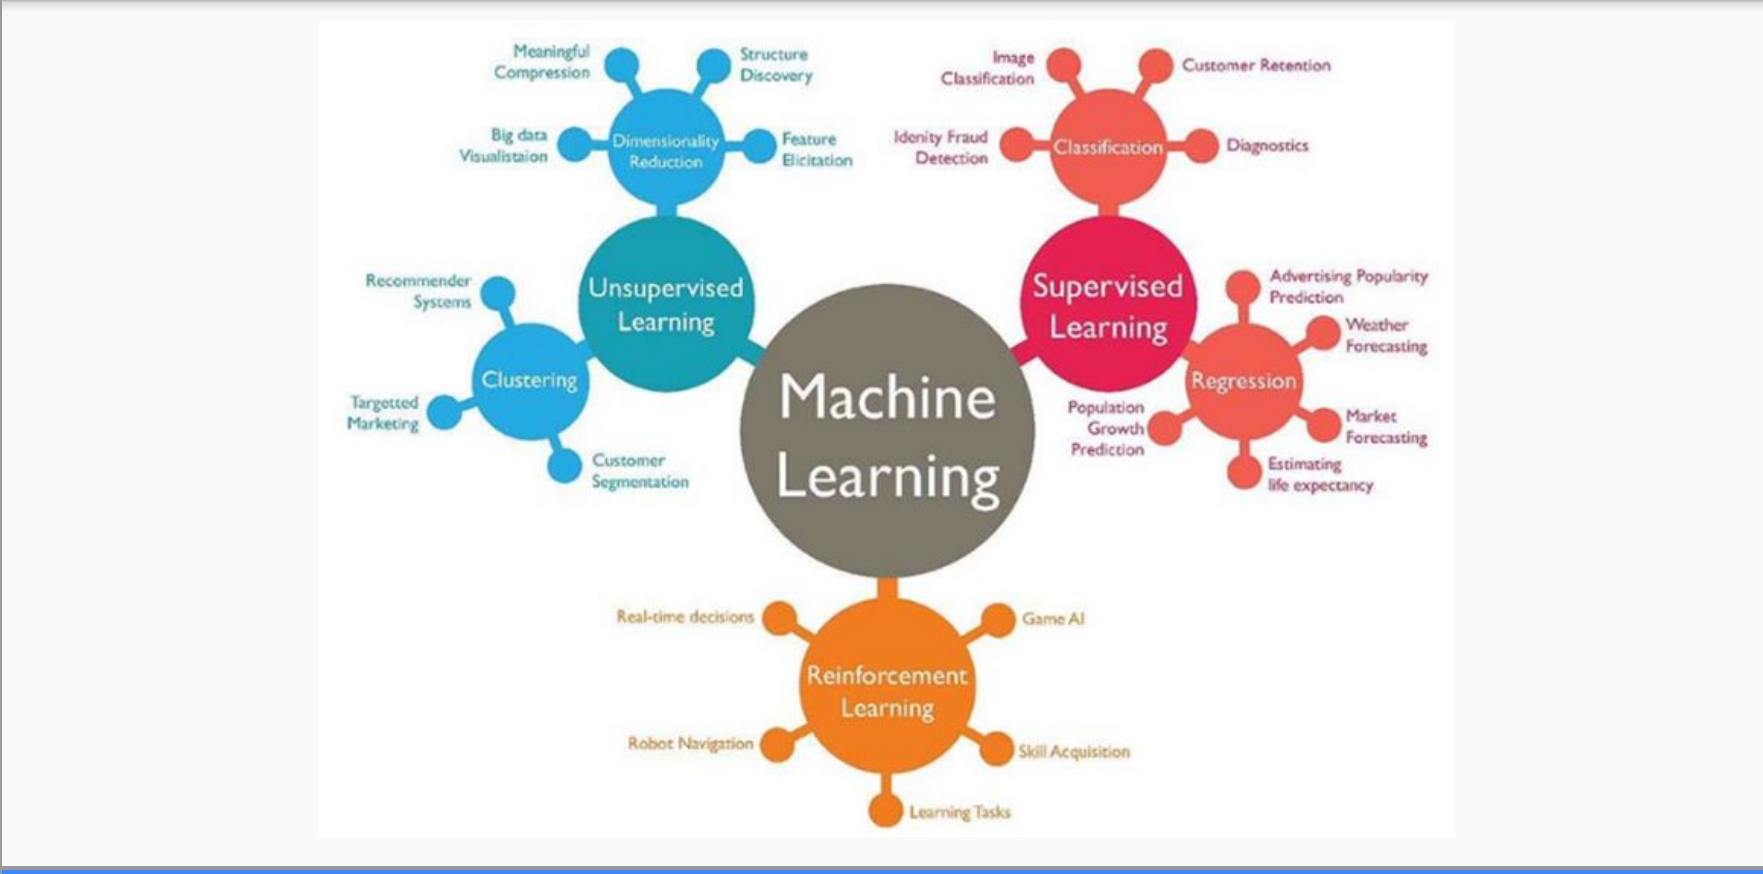 Meaningful
Compression
Structure
Discovery
Big data
Visualistaion
Dimensionality
Reduction
Feature
Elicitation
Image
Classification
Customer Retention
Idenity Fraud
Detection
Classification
Diagnostics
Unsupervised
Learning
Supervised
Learning
Recommender
Systems
Clustering
Targetted
Marketing
Customer
Segmentation
Advertising Popularity
Prediction
Weather
Forecasting
Regression
Population
Growth
Prediction
Market
Forecasting
Estimating
life expectancy
Machine
Learning
Real-time decisions
Game AI
Reinforcement
Learning
Robot Navigation
Skill Acquisition
Learning Tasks